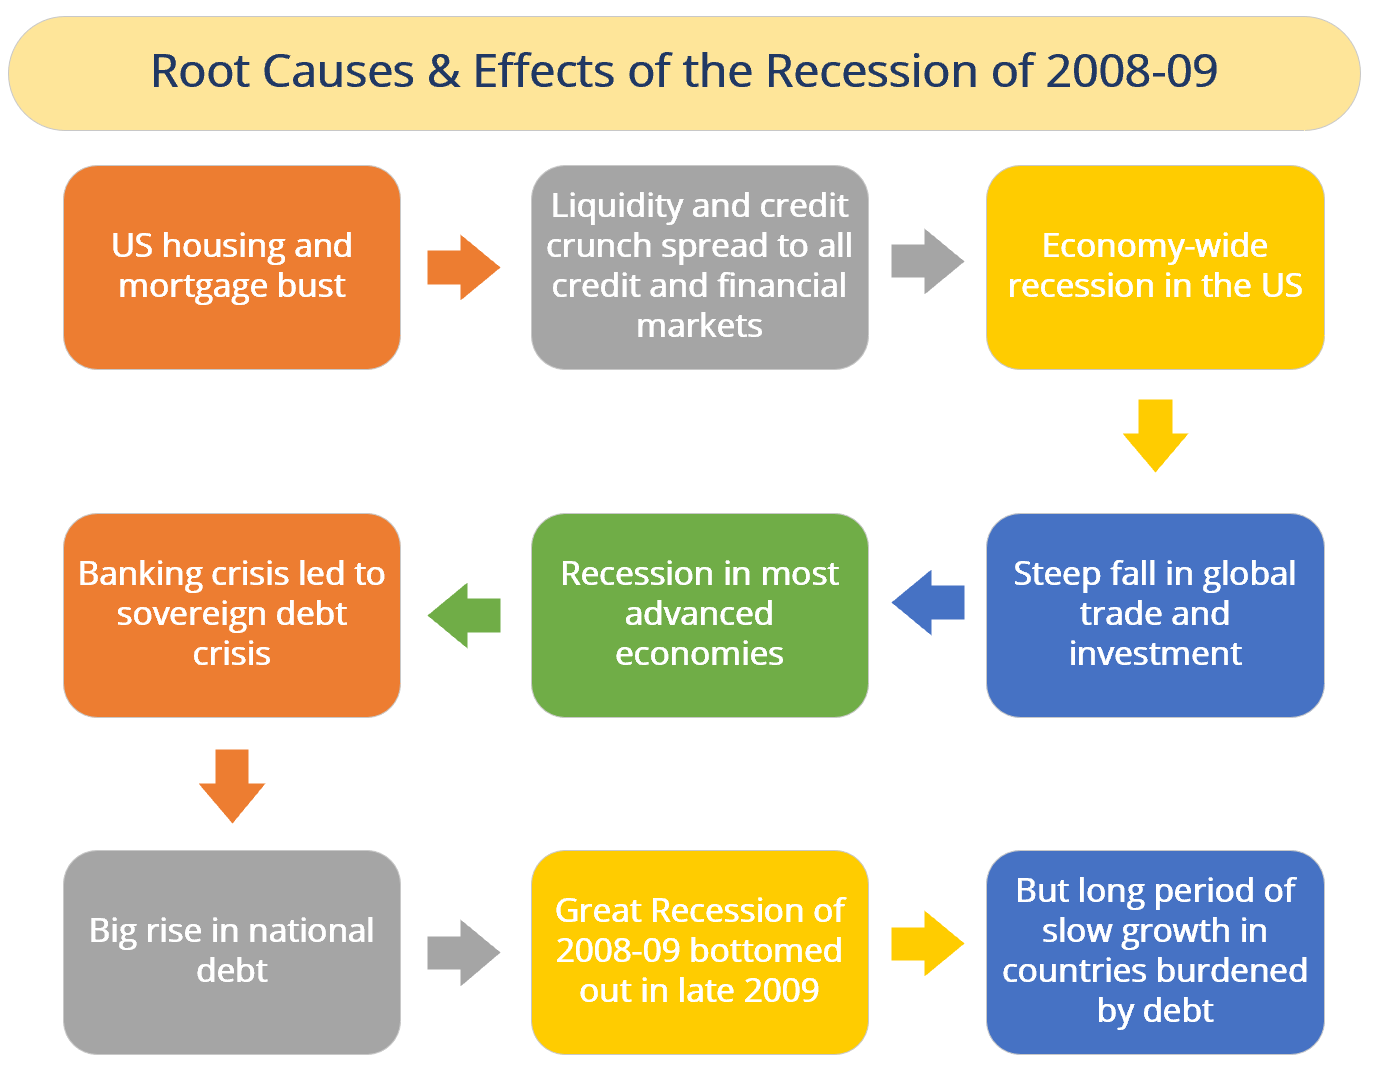 Root Causes & Effects of the Recession of 2008-09
US housing and
mortgage bust
Liquidity and credit
crunch spread to all
credit and financial
markets
Economy-wide
recession in the US
Steep fall in global
trade and
investment
Recession in most
advanced
economies
Banking crisis led to
sovereign debt
crisis
Big rise in national
debt
Great Recession of
2008-09 bottomed
out in late 2009
But long period of
slow growth in
countries burdened
by debt